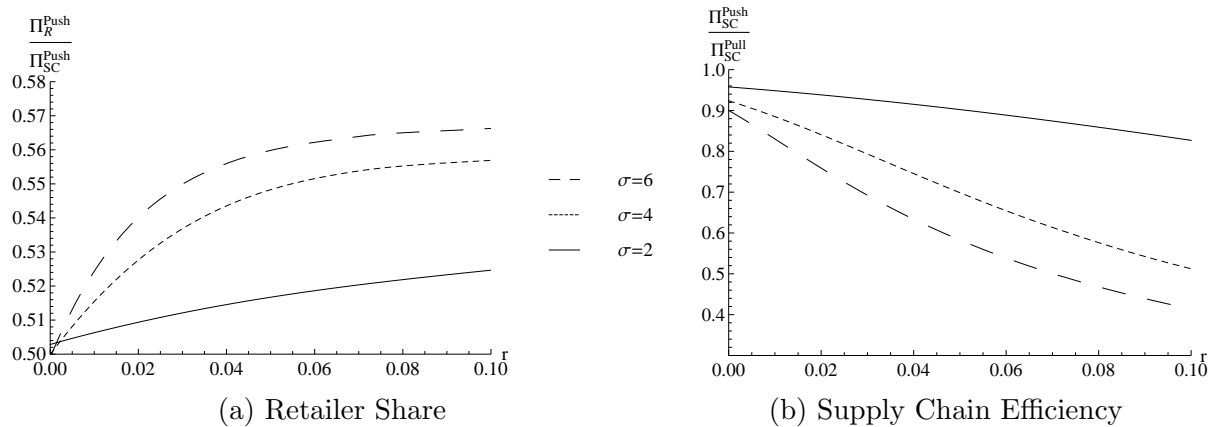 Π_R^Push
Π_SC^Push
0.58
0.57
0.56
0.55
0.54
0.53
0.52
0.51
0.50
0.00 0.02 0.04 0.06 0.08 0.10 r
(a) Retailer Share
σ=6
σ=4
σ=2
Π_SC^Push
Π_SC^Pull
1.0
0.9
0.8
0.7
0.6
0.5
0.4
0.00 0.02 0.04 0.06 0.08 0.10 r
(b) Supply Chain Efficiency